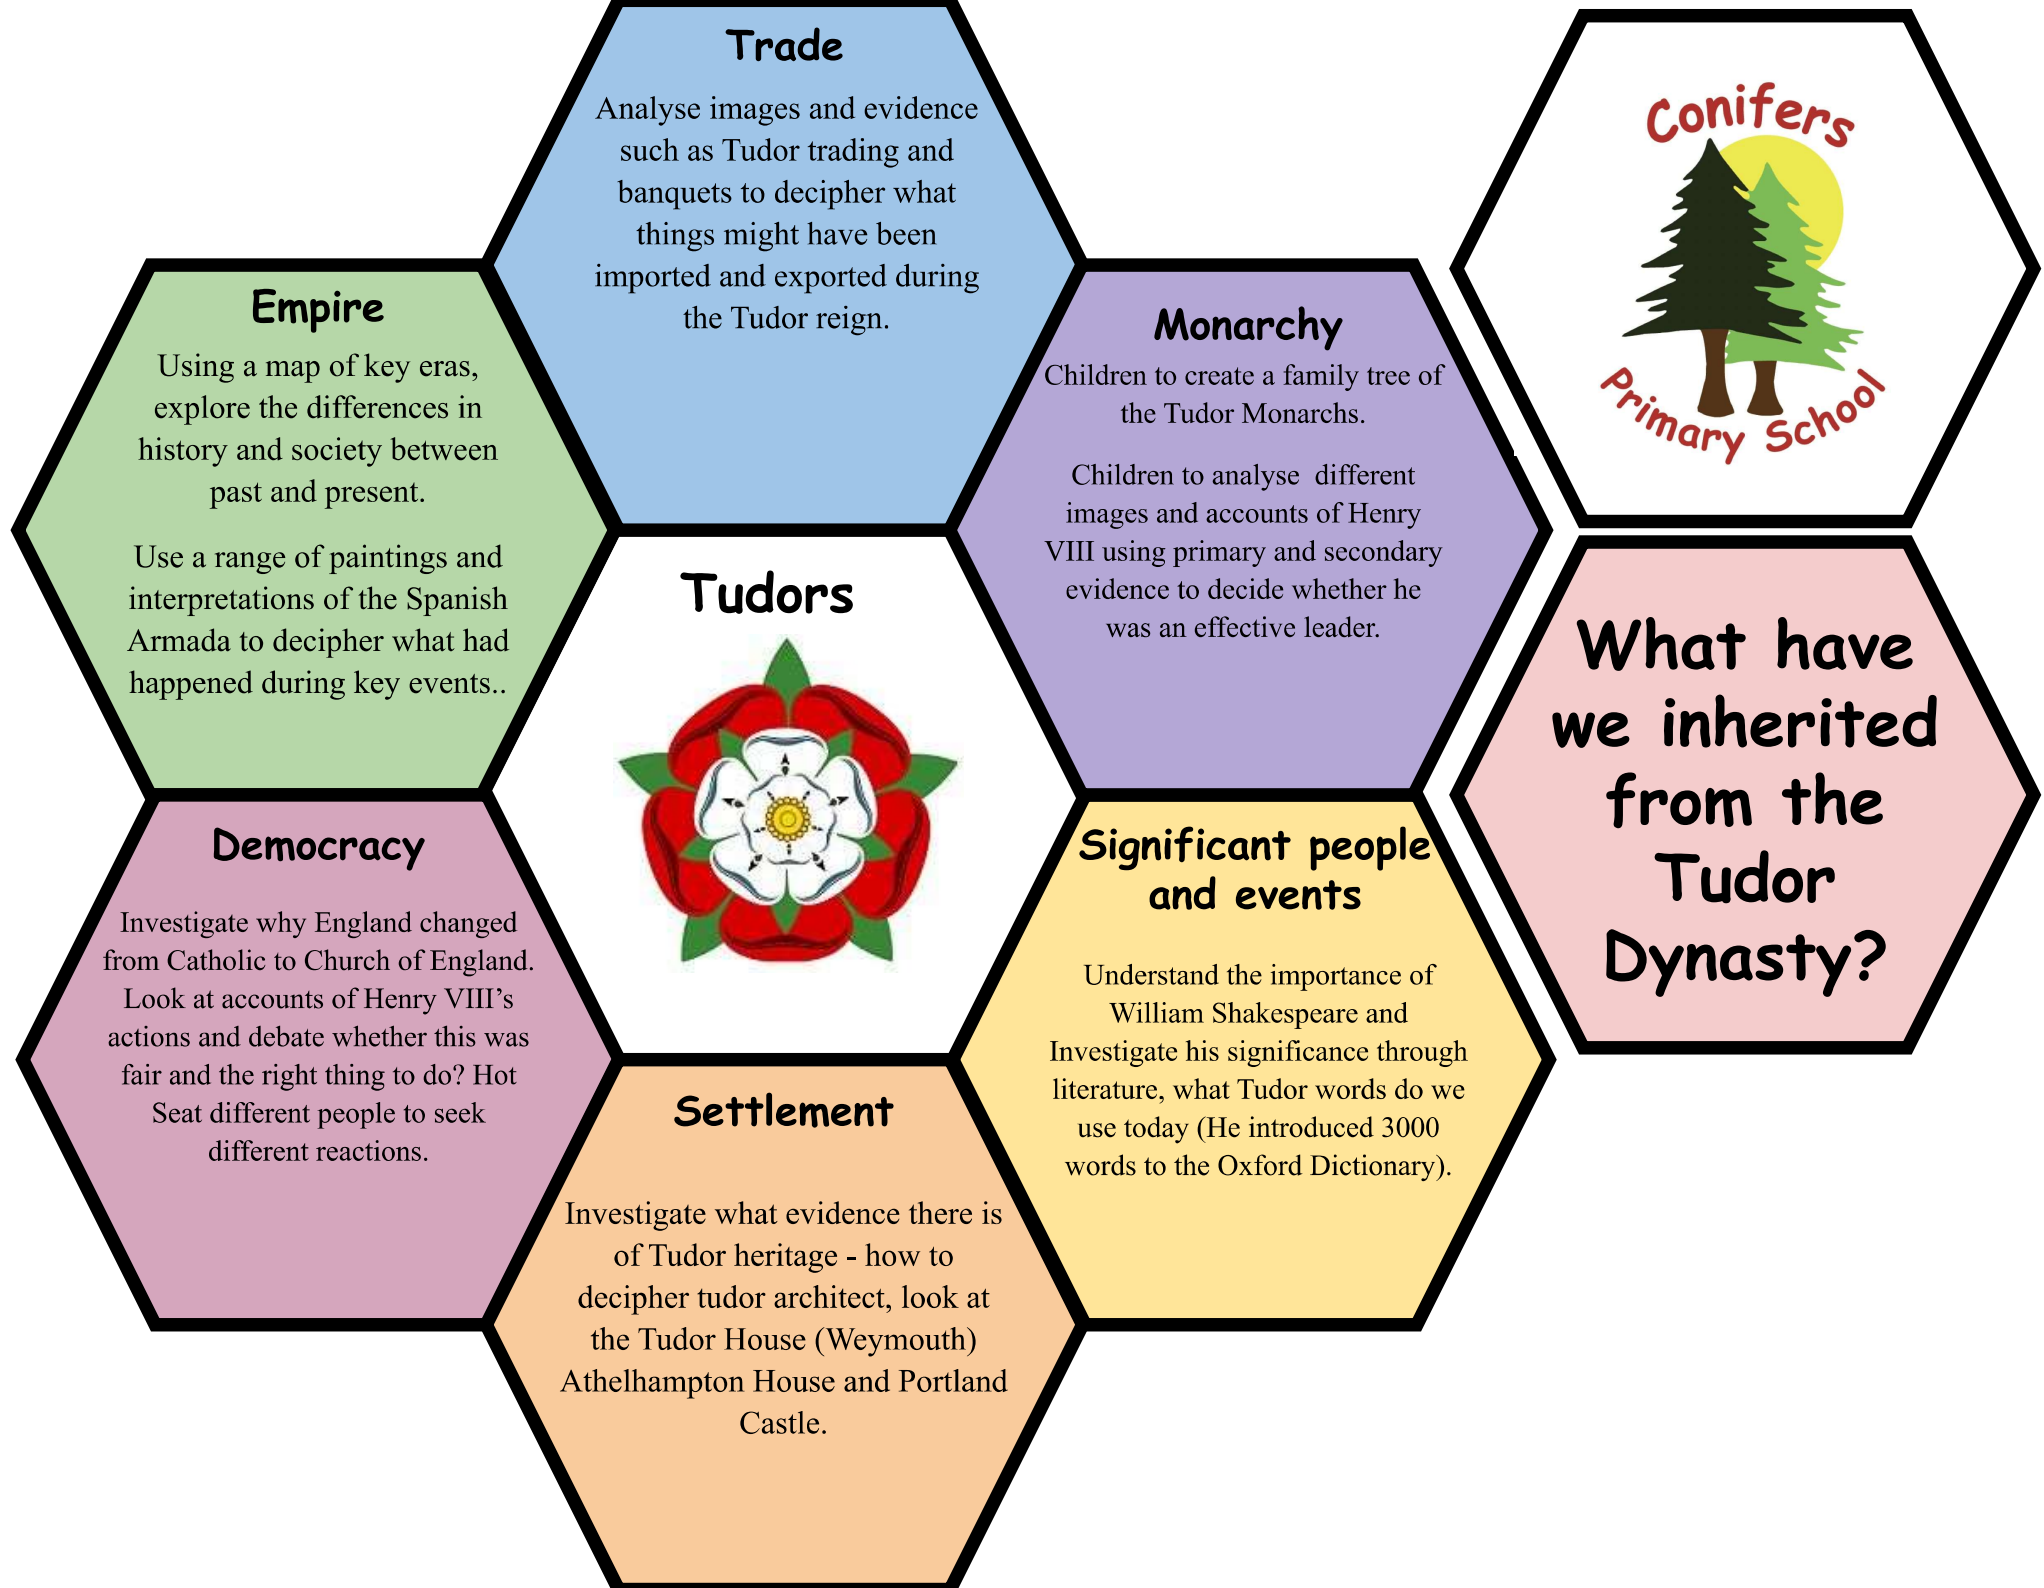 Trade
Analyse images and evidence
such as Tudor trading and
banquets to decipher what
things might have been
imported and exported during
the Tudor reign.
Conifers
Primary School
Empire
Using a map of key eras,
explore the differences in
history and society between
past and present.
Use a range of paintings and
interpretations of the Spanish
Armada to decipher what had
happened during key events..
Monarchy
Children to create a family tree of
the Tudor Monarchs.
Children to analyse  different
images and accounts of Henry
VIII using primary and secondary
evidence to decide whether he
was an effective leader.
Tudors
What have
we inherited
from the
Tudor
Dynasty?
Democracy
Investigate why England changed
from Catholic to Church of England.
Look at accounts of Henry VIII’s
actions and debate whether this was
fair and the right thing to do? Hot
Seat different people to seek
different reactions.
Significant people
and events
Understand the importance of
William Shakespeare and
Investigate his significance through
literature, what Tudor words do we
use today (He introduced 3000
words to the Oxford Dictionary).
Settlement
Investigate what evidence there is
of Tudor heritage - how to
decipher tudor architect, look at
the Tudor House (Weymouth)
Athelhampton House and Portland
Castle.